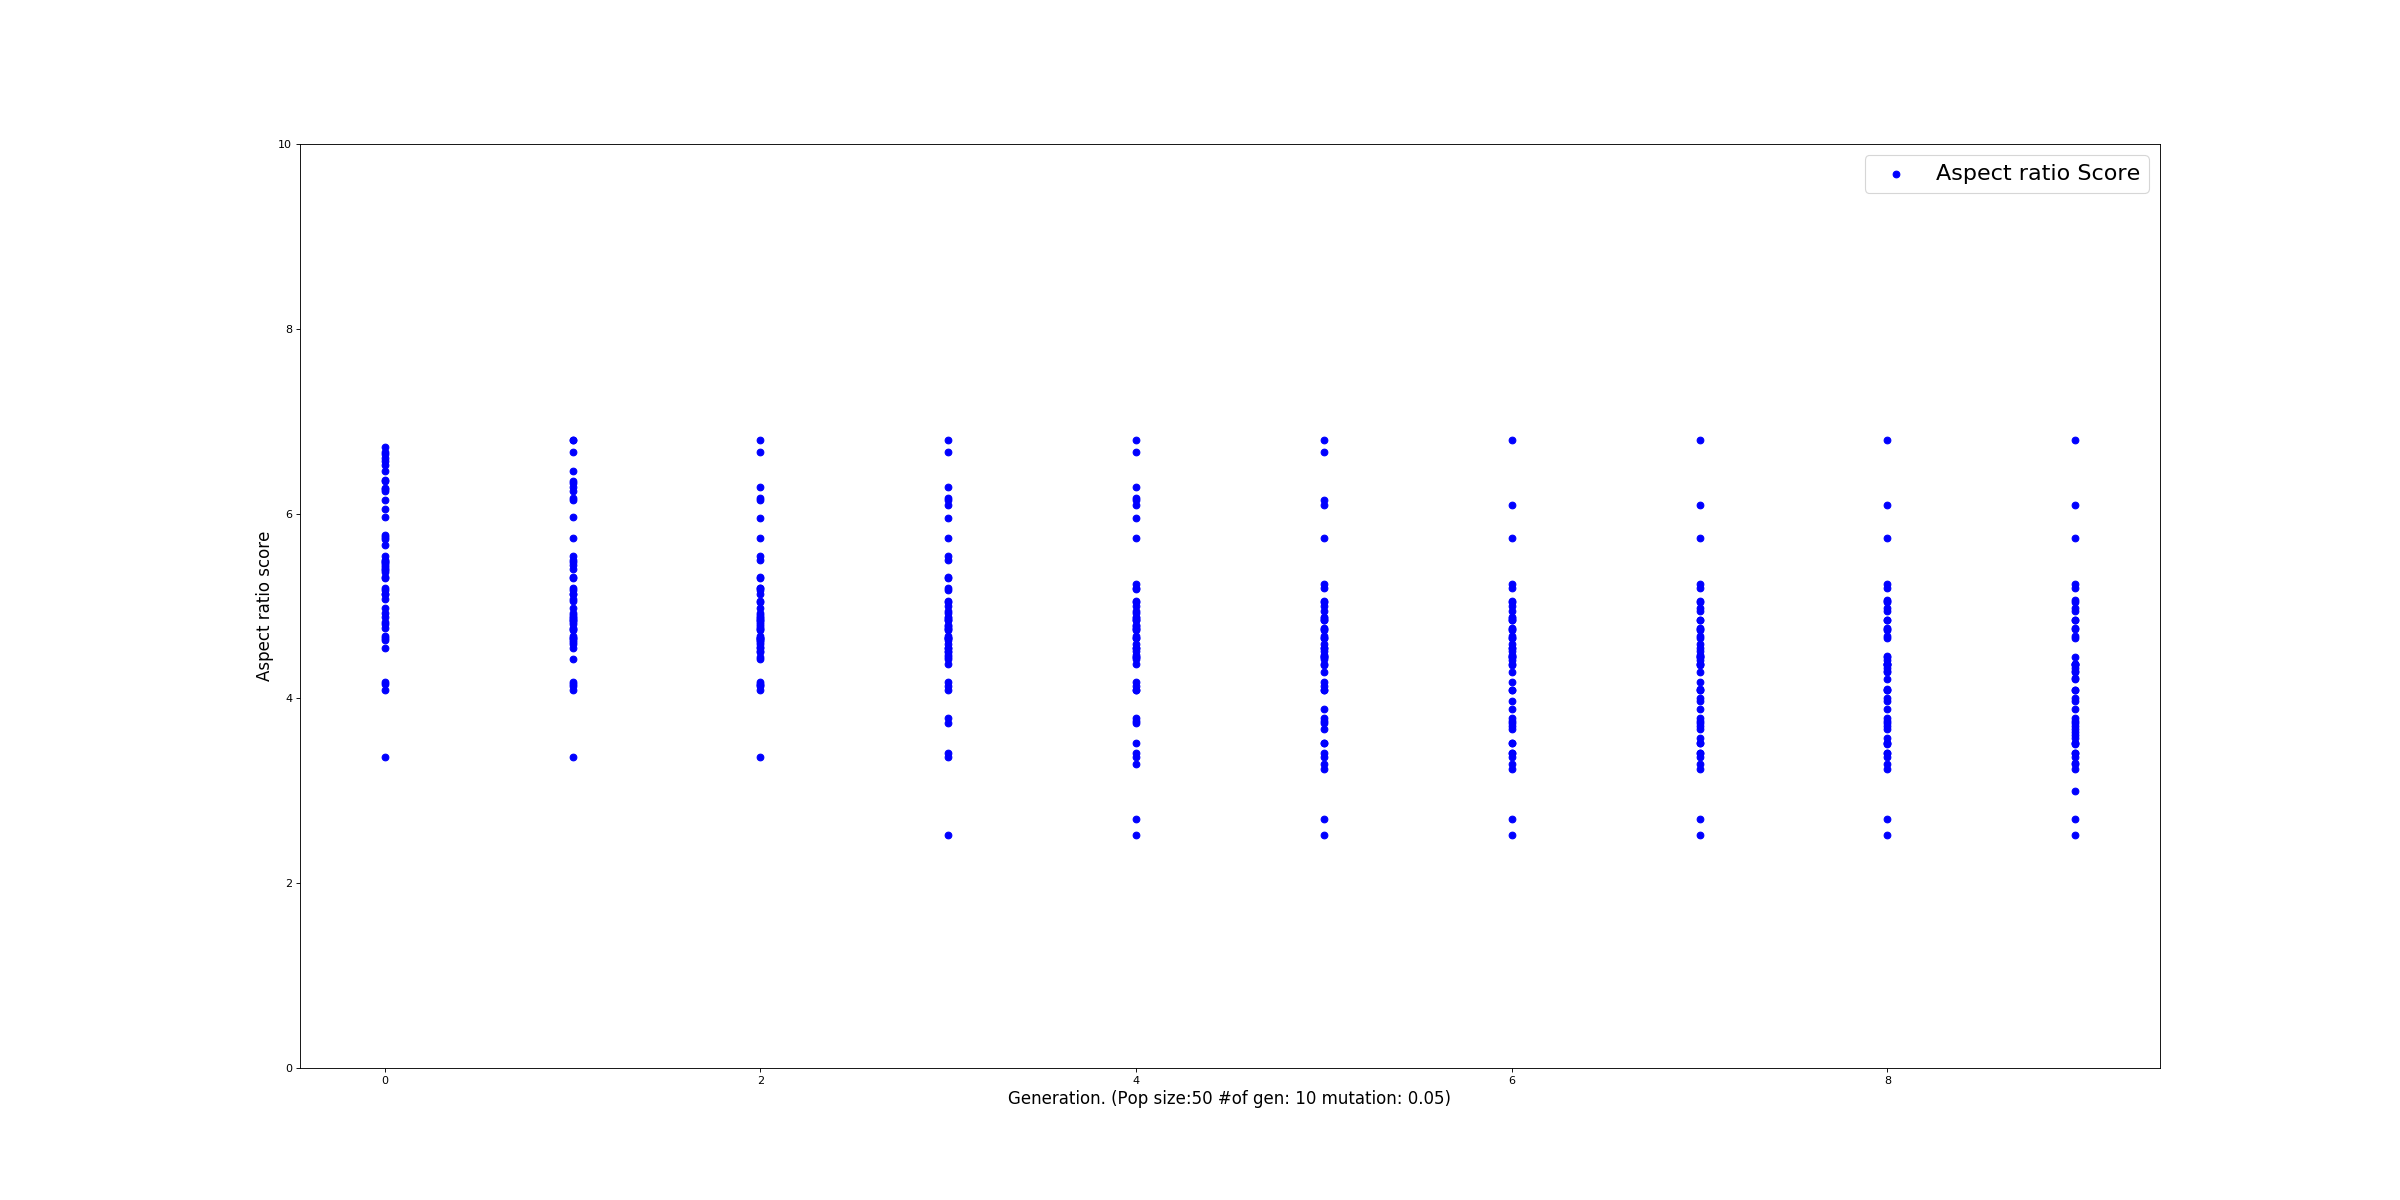 Aspect ratio Score
10
8
6
4
2
0
Aspect ratio score
0 2 4 6 8
Generation. (Pop size:50 #of gen: 10 mutation: 0.05)